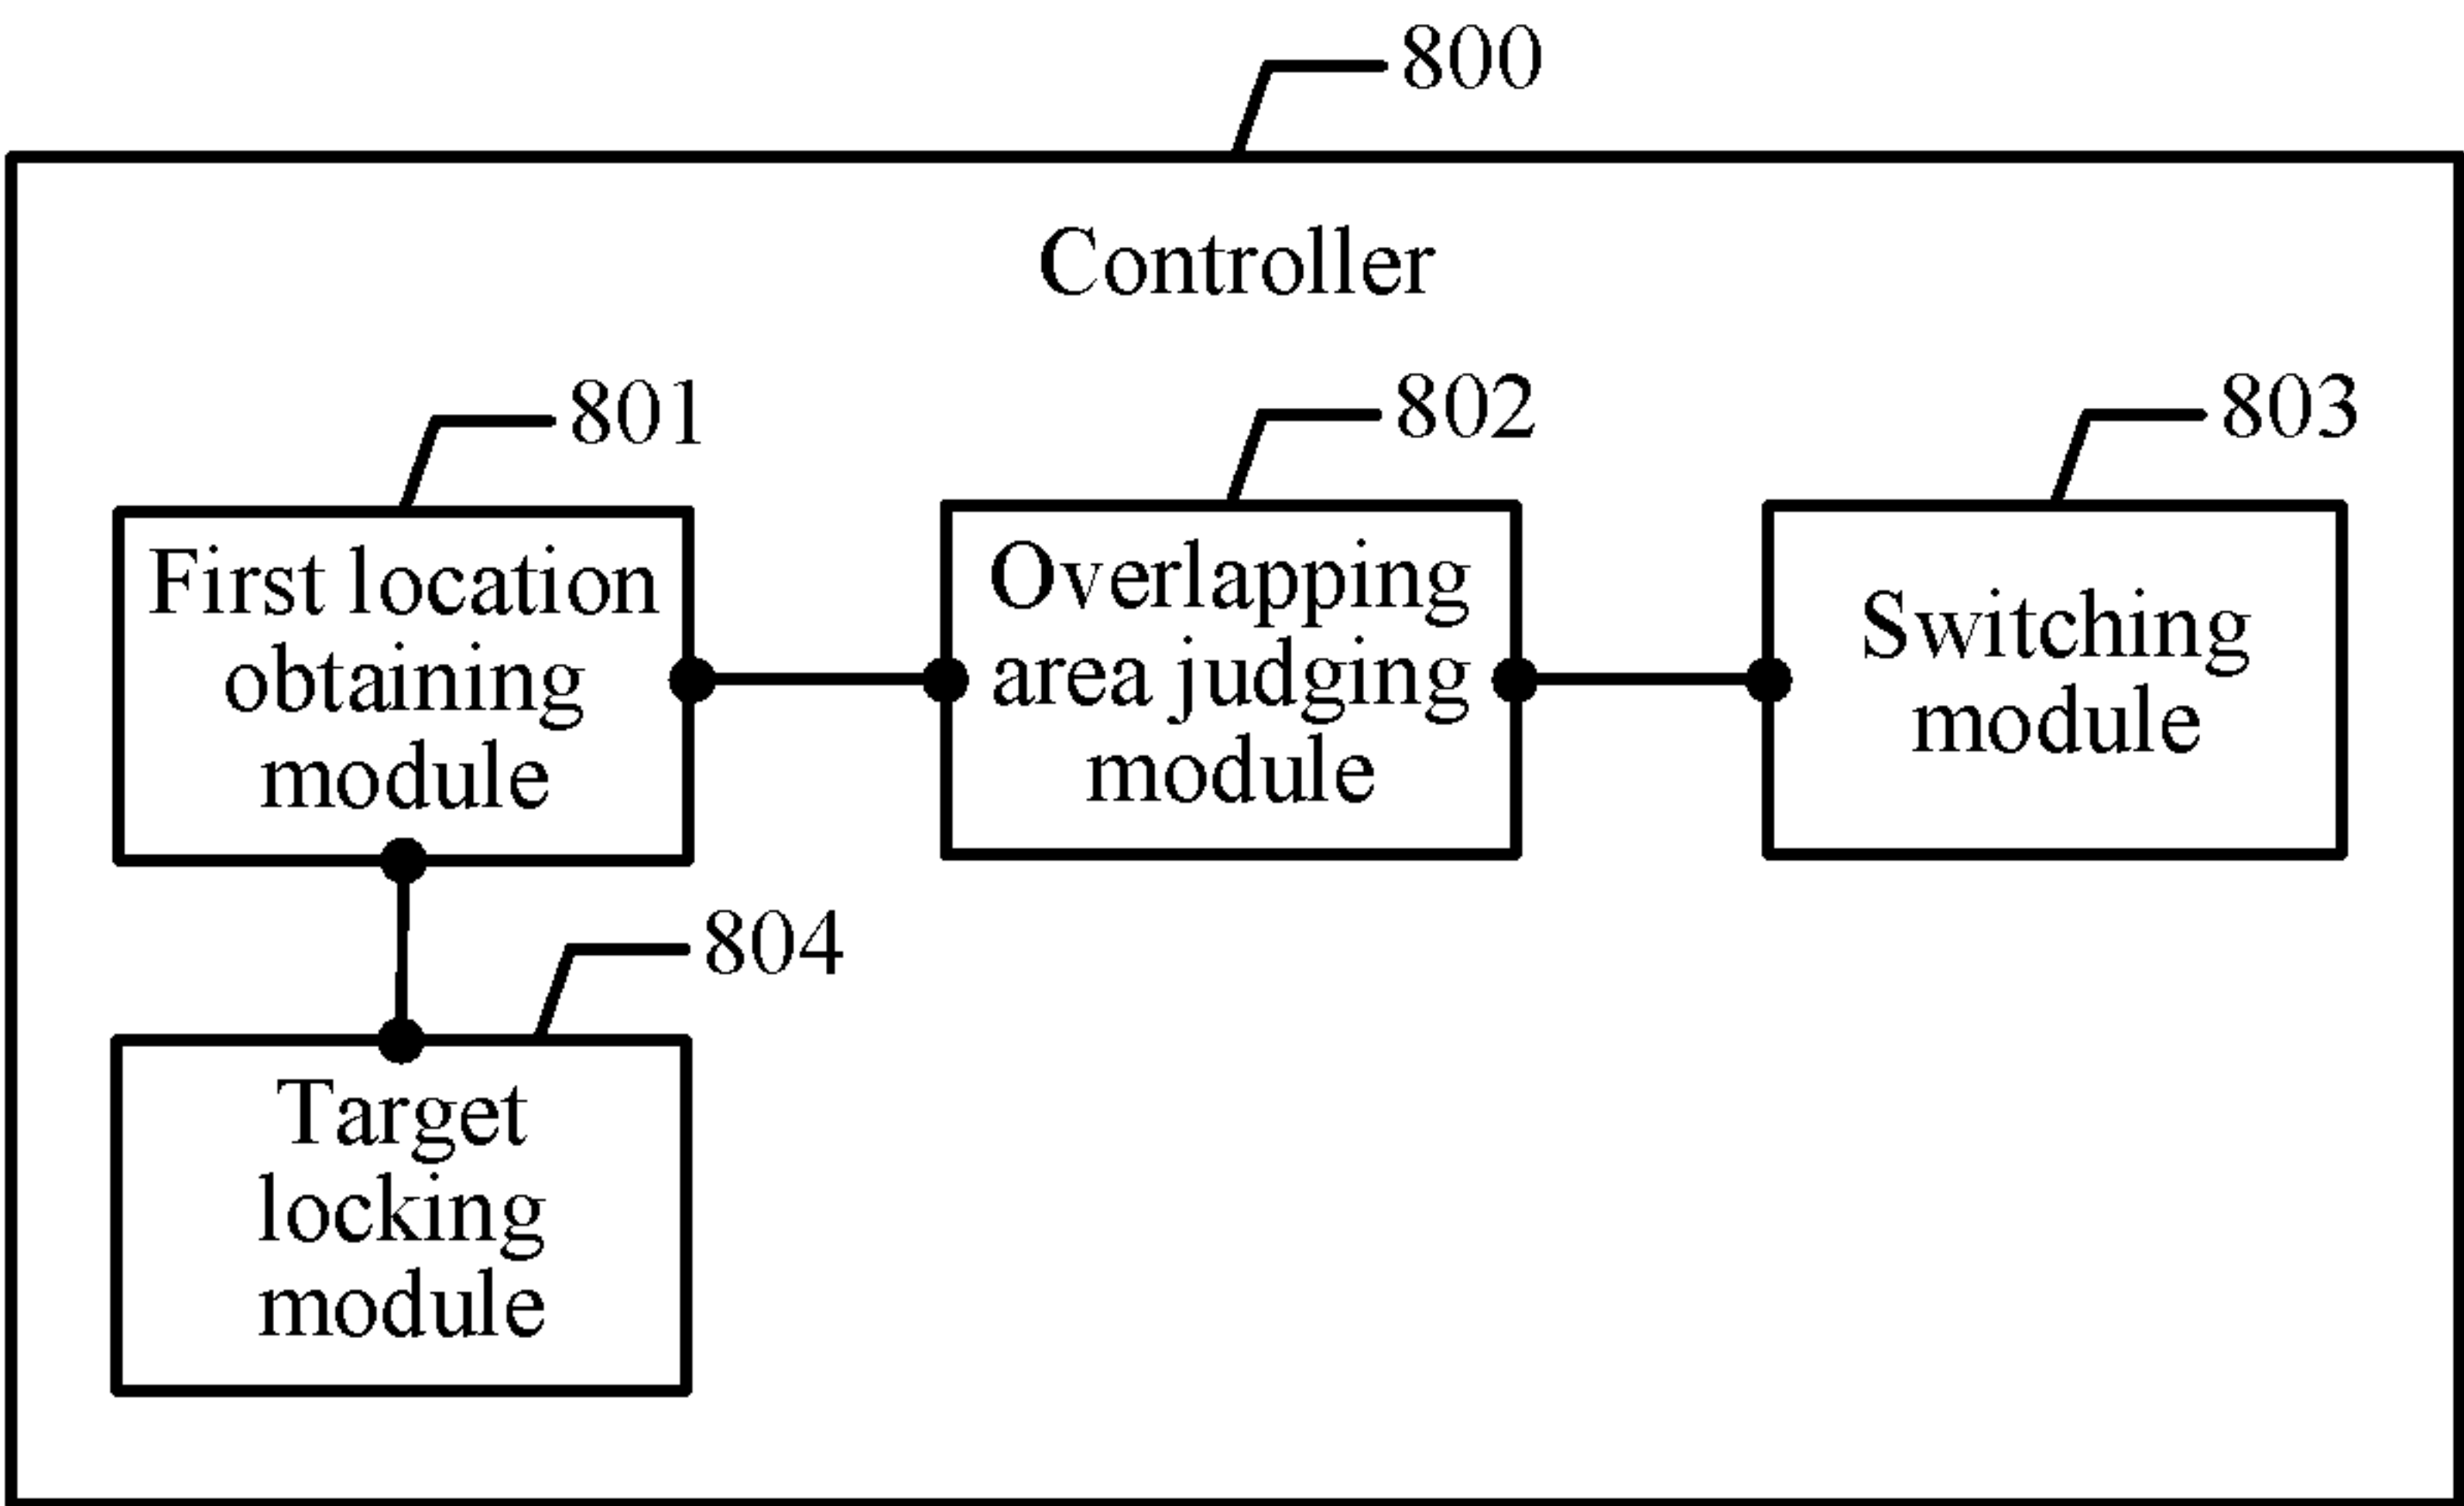 800
Controller
801
802
803
First location
obtaining
module
Overlapping
area judging
module
Switching
module
804
Target
locking
module